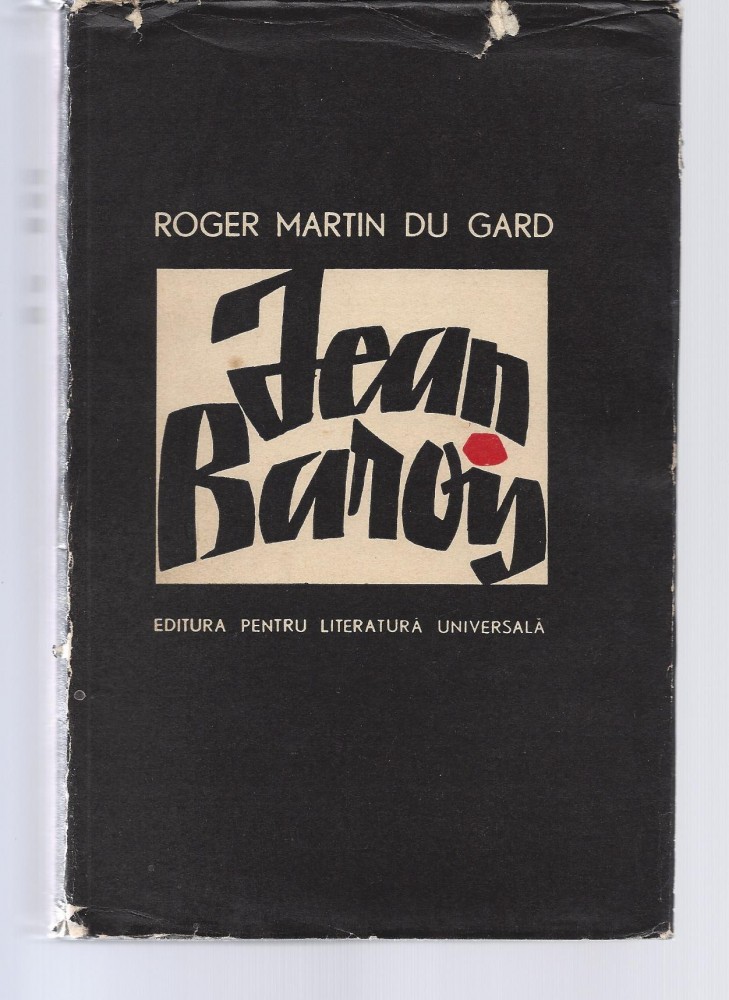 ROGER MARTIN DU GARD
Jean
Barois
EDITURA PENTRU LITERATURĂ UNIVERSALĂ